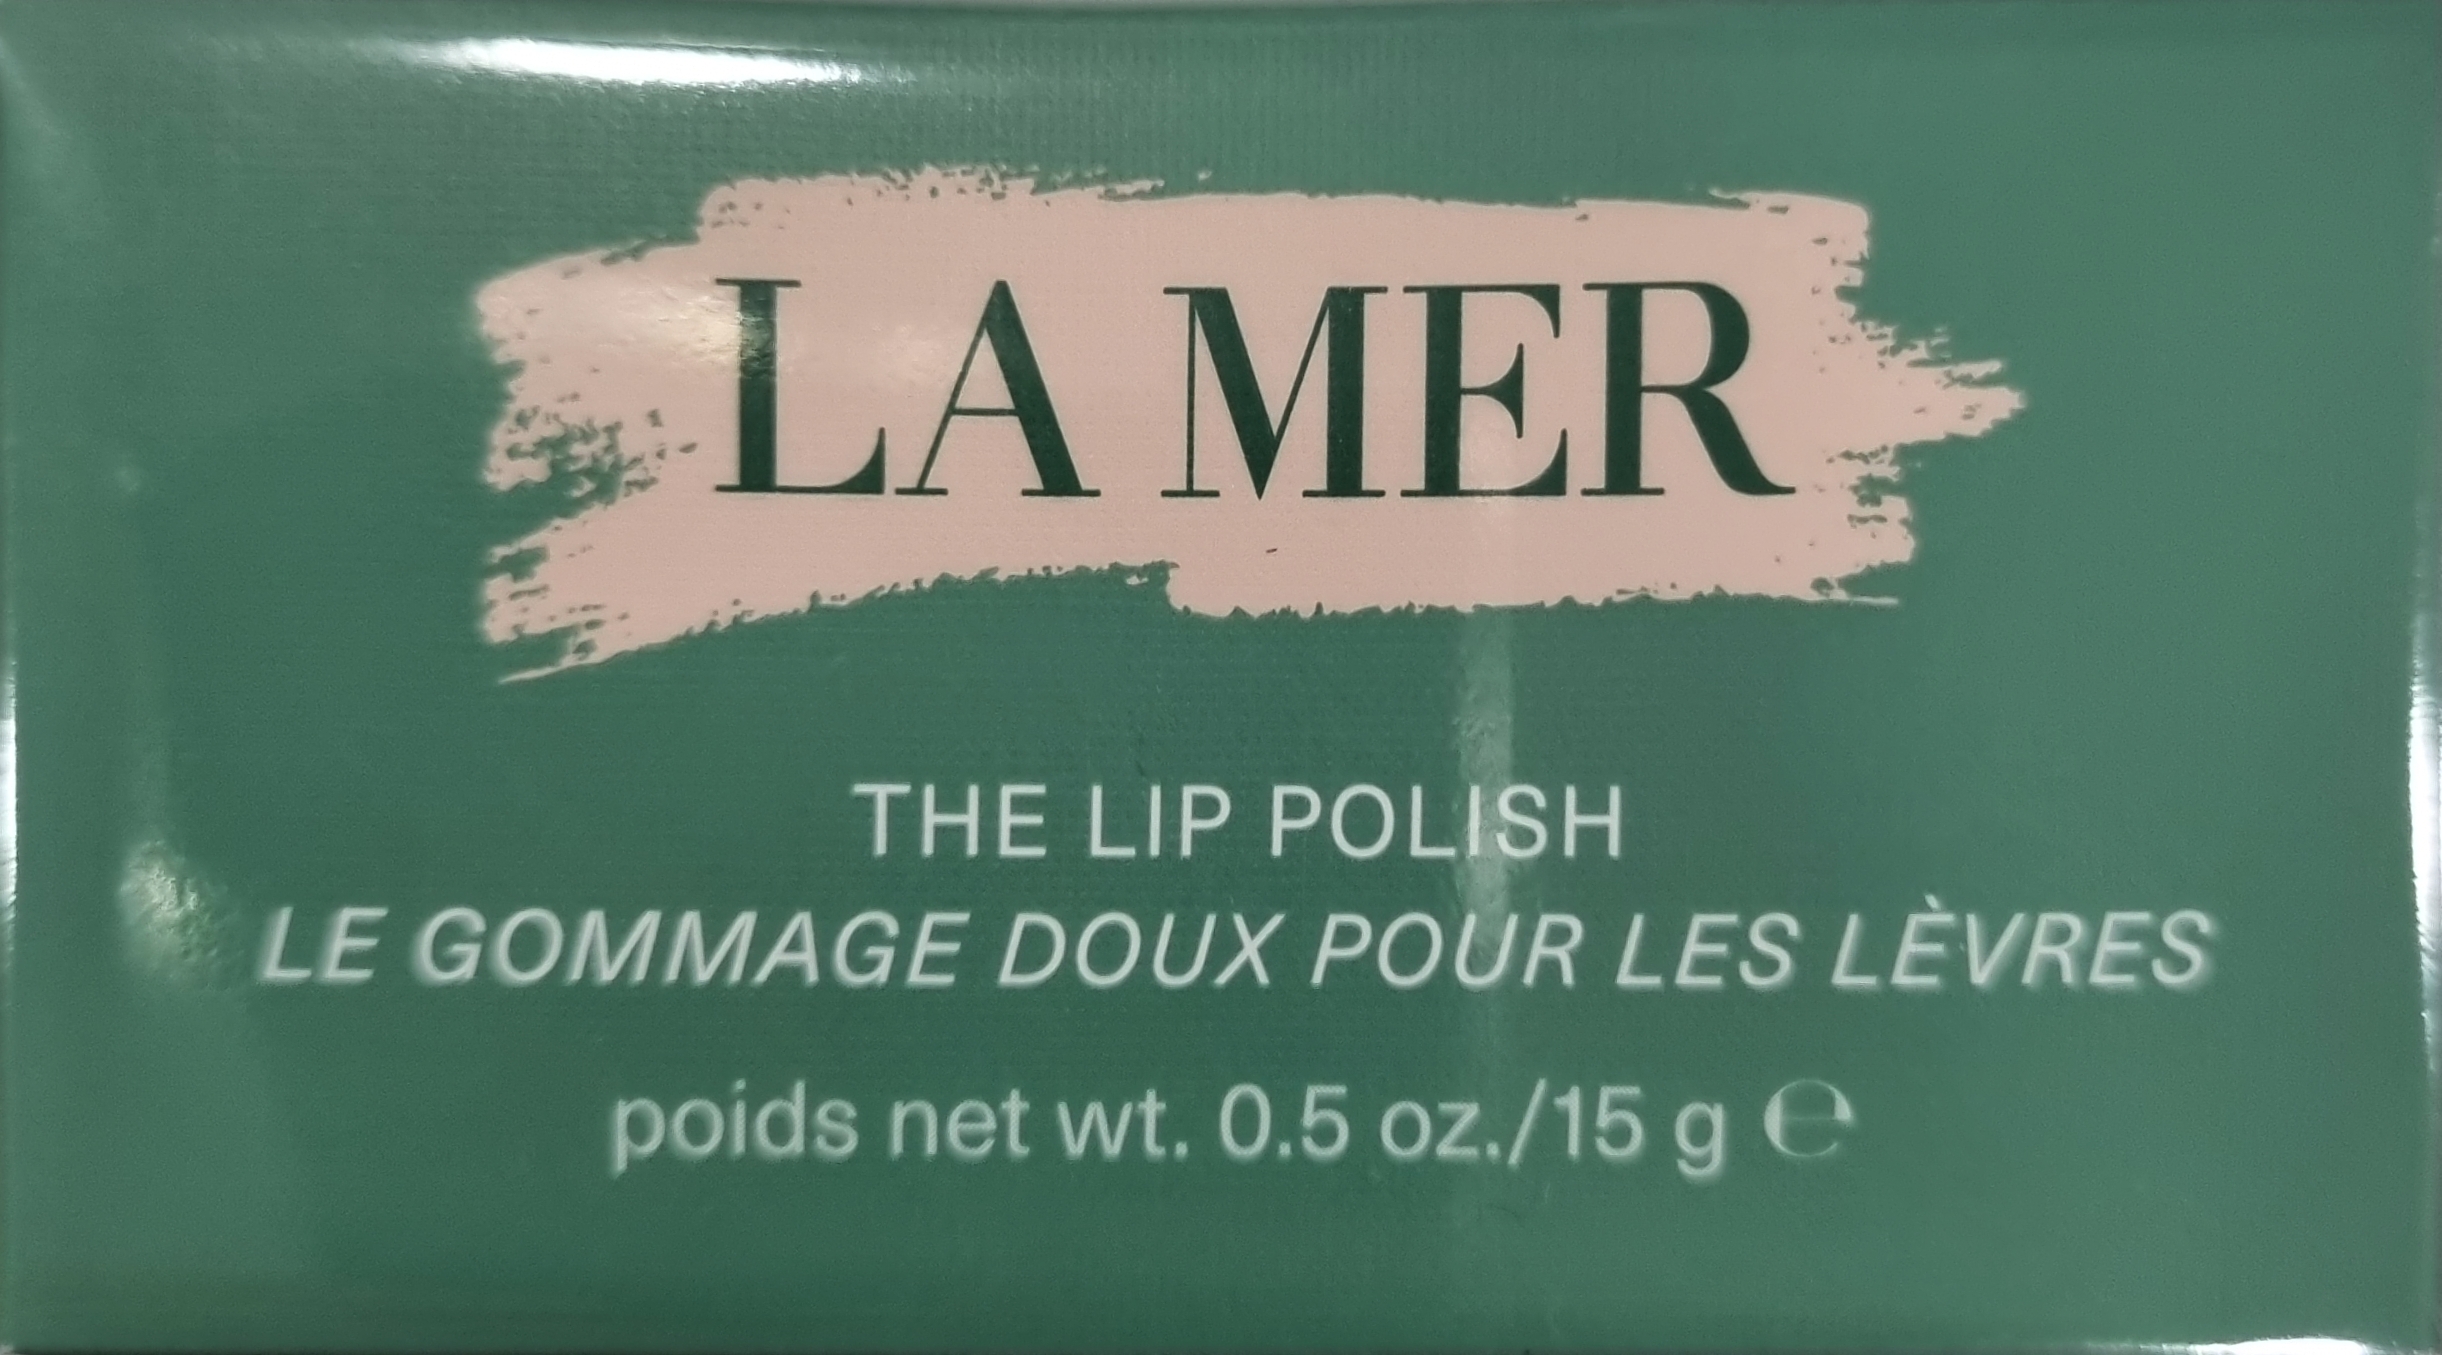 LA MER
THE LIP POLISH
LE GOMMAGE DOUX POUR LES LÈVRES
poids net wt. 0.5 oz./15 g ℮